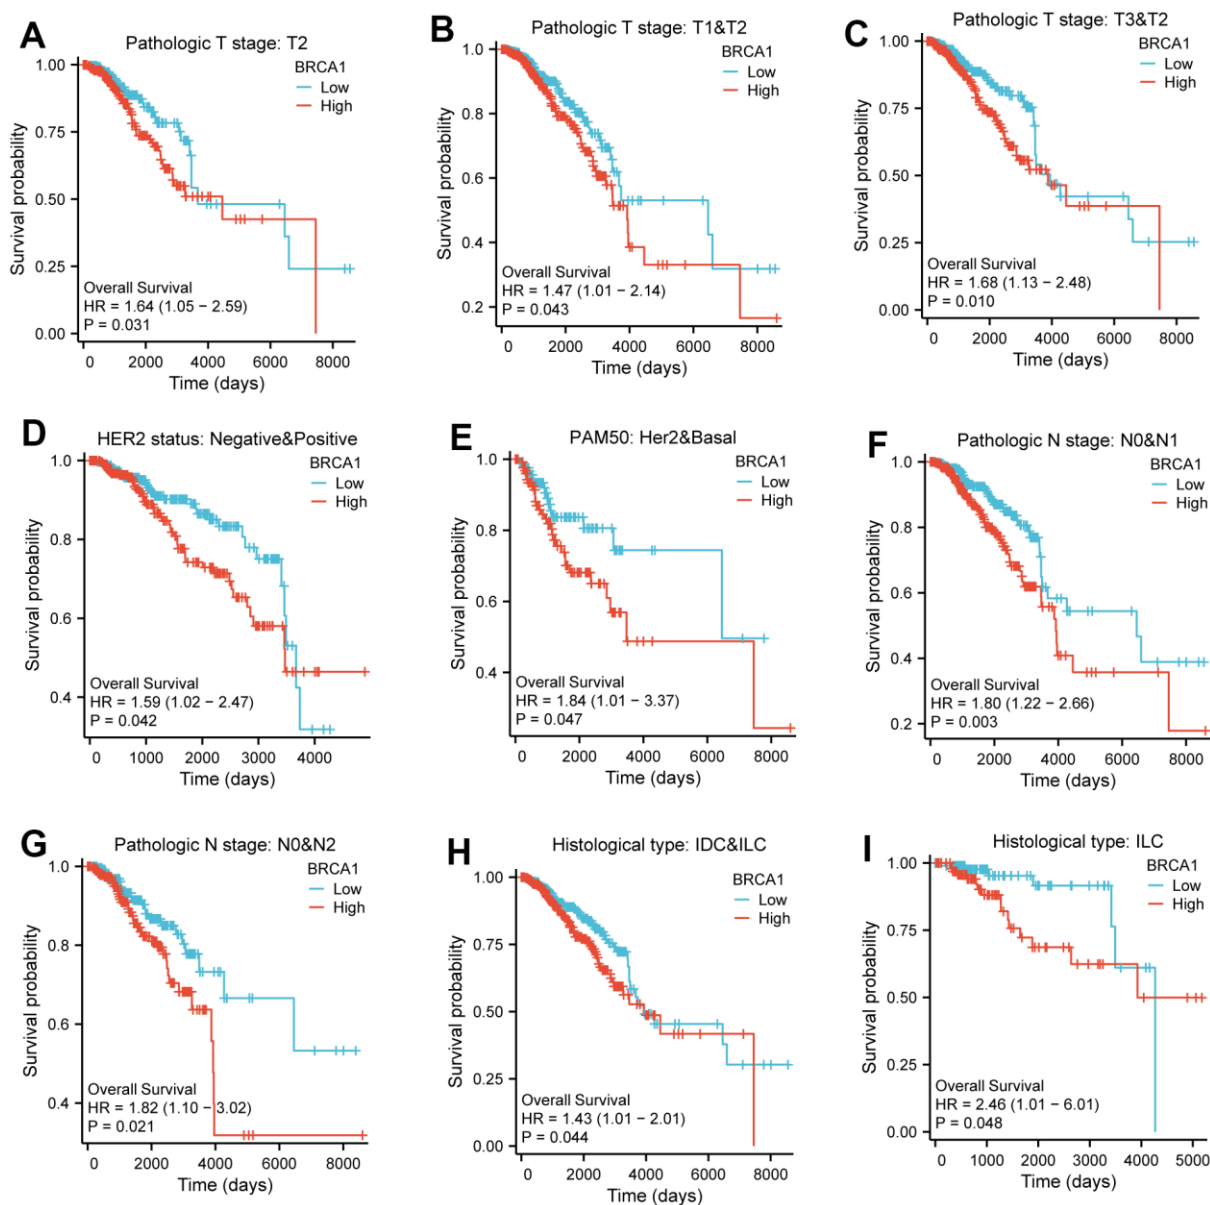 A
Pathologic T stage: T2
BRCA1
Low
High
1.00
0.75
0.50
0.25
0.00
Survival probability
Overall Survival
HR = 1.64 (1.05 − 2.59)
P = 0.031
0 2000 4000 6000 8000
Time (days)
B
Pathologic T stage: T1&T2
BRCA1
Low
High
1.0
0.8
0.6
0.4
0.2
Survival probability
Overall Survival
HR = 1.47 (1.01 − 2.14)
P = 0.043
0 2000 4000 6000 8000
Time (days)
C
Pathologic T stage: T3&T2
BRCA1
Low
High
1.00
0.75
0.50
0.25
0.00
Survival probability
Overall Survival
HR = 1.68 (1.13 − 2.48)
P = 0.010
0 2000 4000 6000 8000
Time (days)
D
HER2 status: Negative&Positive
BRCA1
Low
High
1.0
0.8
0.6
0.4
Survival probability
Overall Survival
HR = 1.59 (1.02 − 2.47)
P = 0.042
0 1000 2000 3000 4000
Time (days)
E
PAM50: Her2&Basal
BRCA1
Low
High
1.0
0.8
0.6
0.4
Survival probability
Overall Survival
HR = 1.84 (1.01 − 3.37)
P = 0.047
0 2000 4000 6000 8000
Time (days)
F
Pathologic N stage: N0&N1
BRCA1
Low
High
1.0
0.8
0.6
0.4
0.2
Survival probability
Overall Survival
HR = 1.80 (1.22 − 2.66)
P = 0.003
0 2000 4000 6000 8000
Time (days)
G
Pathologic N stage: N0&N2
BRCA1
Low
High
1.0
0.8
0.6
0.4
Survival probability
Overall Survival
HR = 1.82 (1.10 − 3.02)
P = 0.021
0 2000 4000 6000 8000
Time (days)
H
Histological type: IDC&ILC
BRCA1
Low
High
1.00
0.75
0.50
0.25
0.00
Survival probability
Overall Survival
HR = 1.43 (1.01 − 2.01)
P = 0.044
0 2000 4000 6000 8000
Time (days)
I
Histological type: ILC
BRCA1
Low
High
1.00
0.75
0.50
0.25
0.00
Survival probability
Overall Survival
HR = 2.46 (1.01 − 6.01)
P = 0.048
0 1000 2000 3000 4000 5000
Time (days)